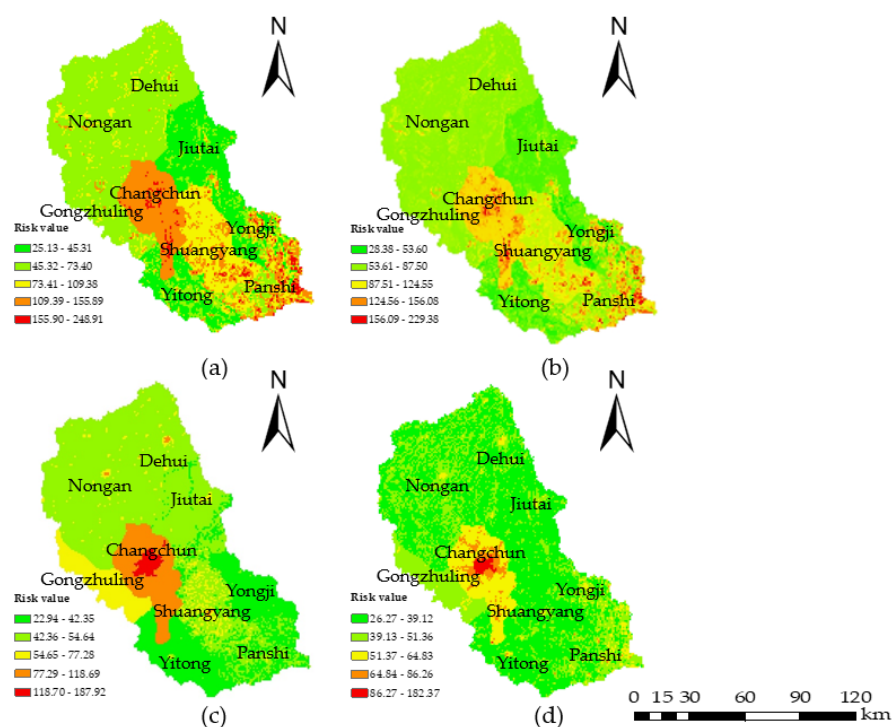 N
Dehui
Nongan
Jiutai
Changchun
Gongzhuling
Yongji
Shuangyang
Panshi
Yitong
Risk value
25.13 - 45.31
45.32 - 73.40
73.41 - 109.38
109.39 - 155.89
155.90 - 248.91
(a)
N
Dehui
Nongan
Jiutai
Changchun
Gongzhuling
Yongji
Shuangyang
Panshi
Yitong
Risk value
28.38 - 53.60
53.61 - 87.50
87.51 - 124.55
124.56 - 156.08
156.09 - 229.38
(b)
N
Dehui
Nongan
Jiutai
Changchun
Gongzhuling
Yongji
Shuangyang
Panshi
Yitong
Risk value
22.94 - 42.35
42.36 - 54.64
54.65 - 77.28
77.29 - 118.69
118.70 - 187.92
(c)
N
Dehui
Nongan
Jiutai
Changchun
Gongzhuling
Yongji
Shuangyang
Panshi
Yitong
Risk value
26.27 - 39.12
39.13 - 51.36
51.37 - 64.83
64.84 - 86.26
86.27 - 182.37
(d)
0 15 30 60 90 120
km